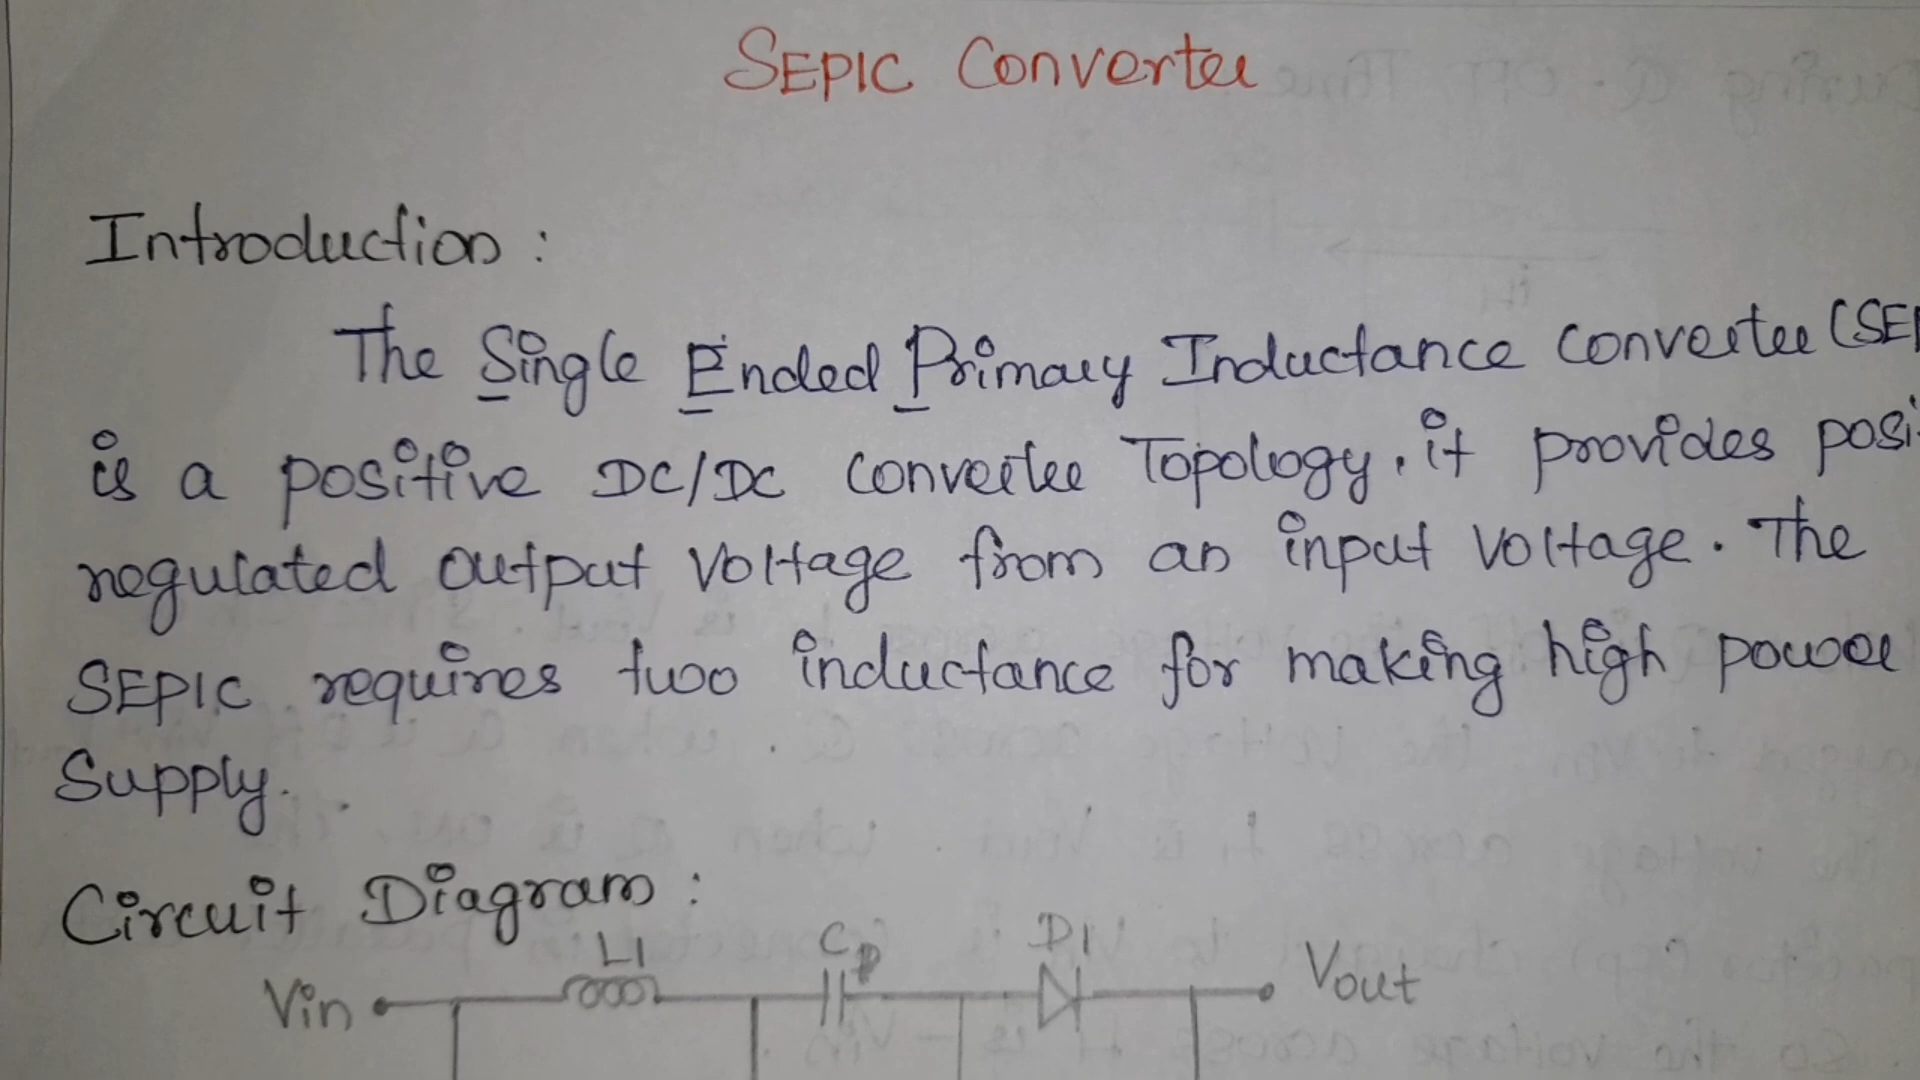 SEPIC Converter
Introduction :
The Single Ended Primary Inductance converter (SE
is a positive DC/DC converter Topology. it provides posi
regulated output voltage from an input voltage. The
SEPIC requires two inductance for making high power
Supply.
Circuit Diagram :
L1 Cp D1
Vin Vout